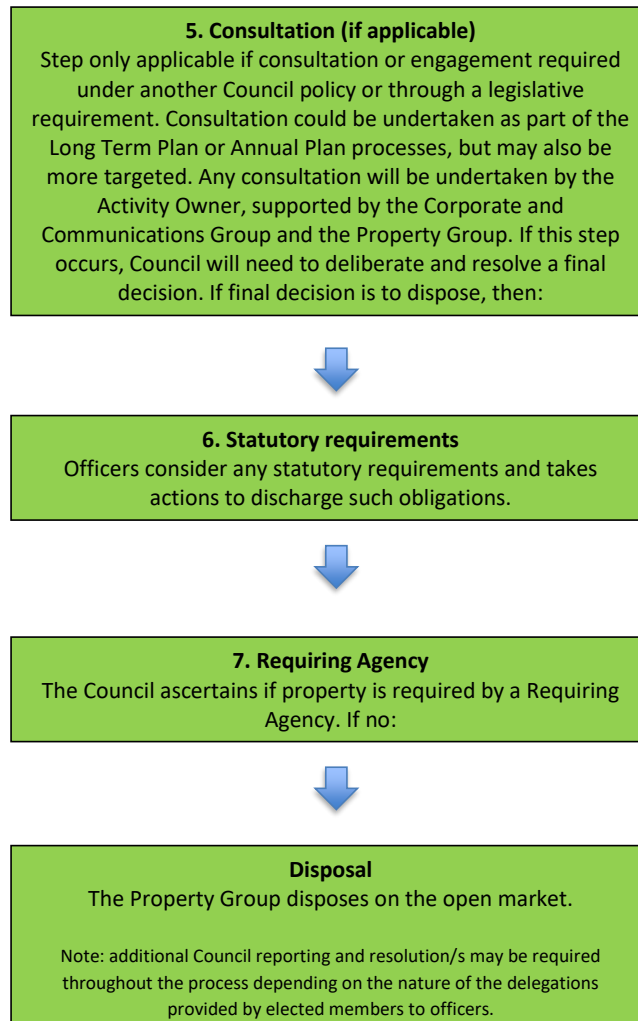 5. Consultation (if applicable)
Step only applicable if consultation or engagement required
under another Council policy or through a legislative
requirement. Consultation could be undertaken as part of the
Long Term Plan or Annual Plan processes, but may also be
more targeted. Any consultation will be undertaken by the
Activity Owner, supported by the Corporate and
Communications Group and the Property Group. If this step
occurs, Council will need to deliberate and resolve a final
decision. If final decision is to dispose, then:
6. Statutory requirements
Officers consider any statutory requirements and takes
actions to discharge such obligations.
7. Requiring Agency
The Council ascertains if property is required by a Requiring
Agency. If no:
Disposal
The Property Group disposes on the open market.
Note: additional Council reporting and resolution/s may be required
throughout the process depending on the nature of the delegations
provided by elected members to officers.